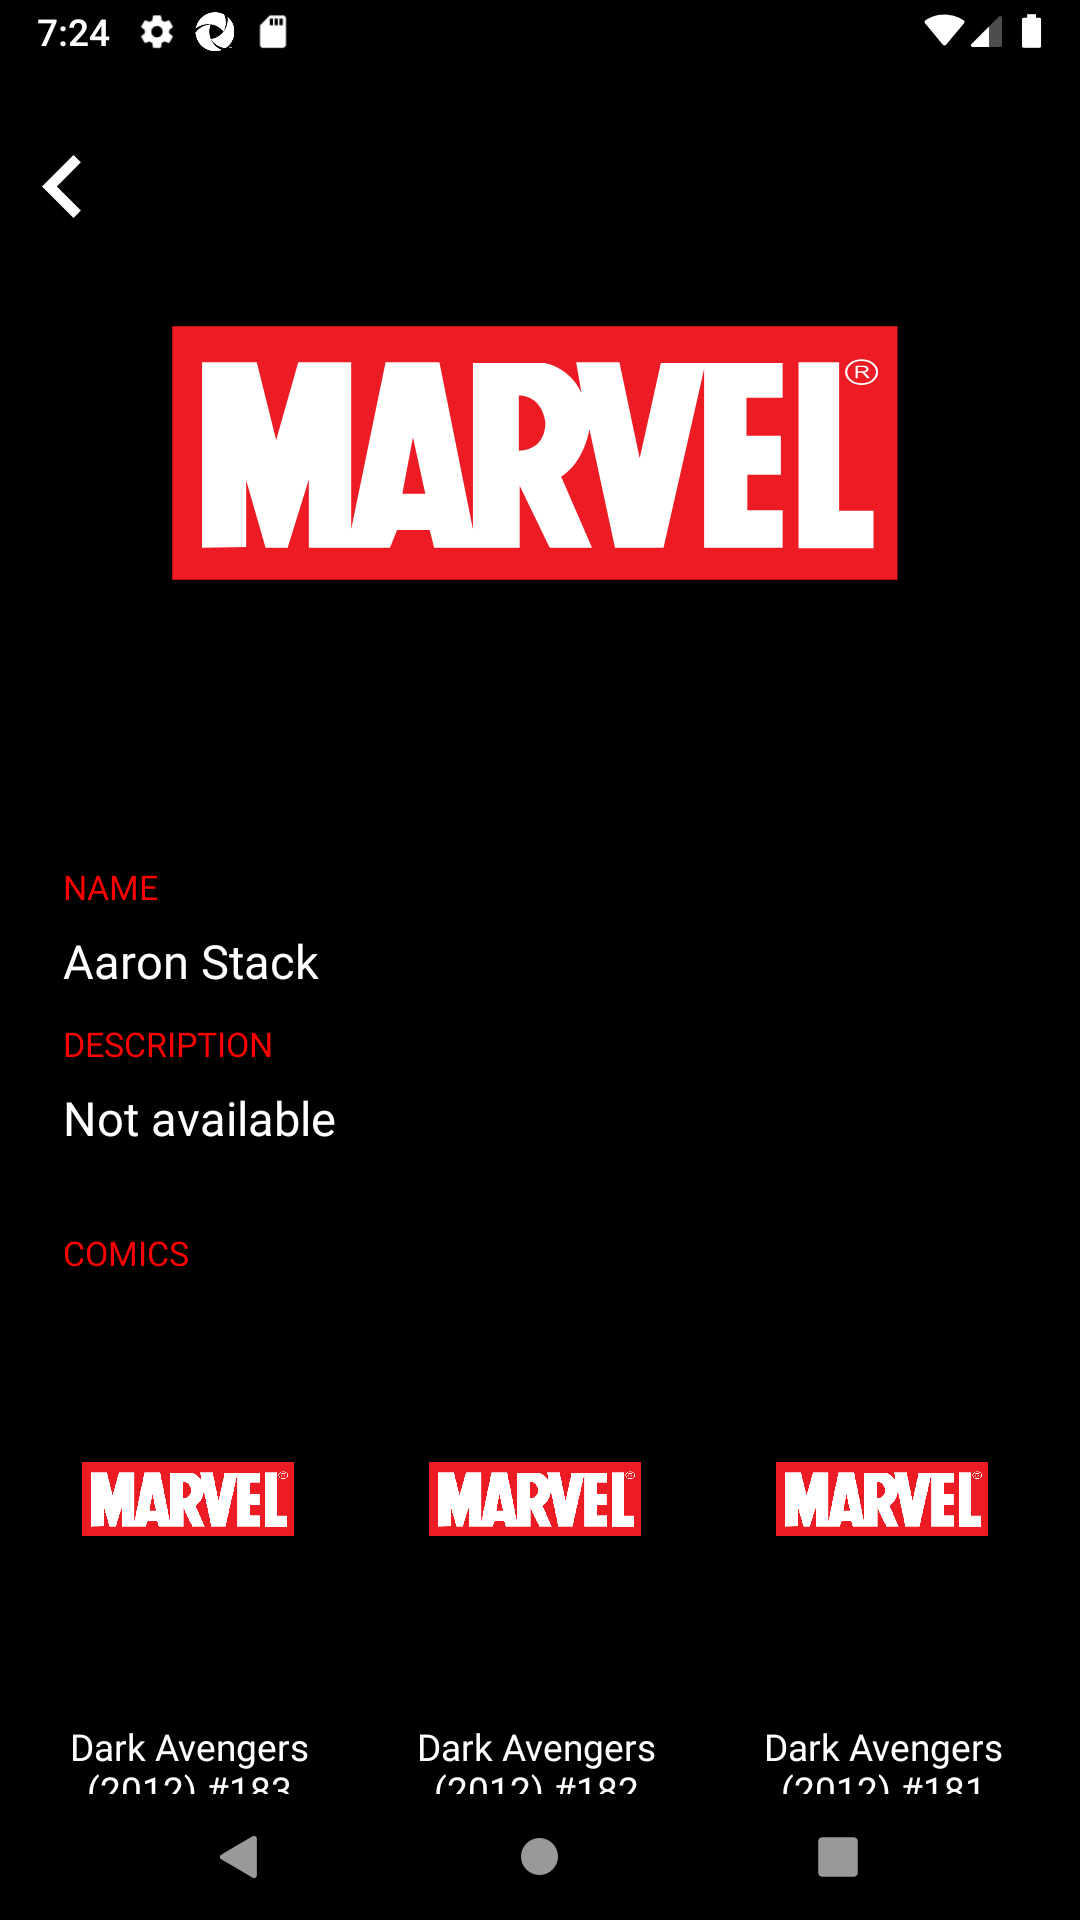 7:24
MARVEL®
NAME
Aaron Stack
DESCRIPTION
Not available
COMICS
MARVEL® MARVEL® MARVEL®
Dark Avengers Dark Avengers Dark Avengers
(2012) #183 (2012) #182 (2012) #181